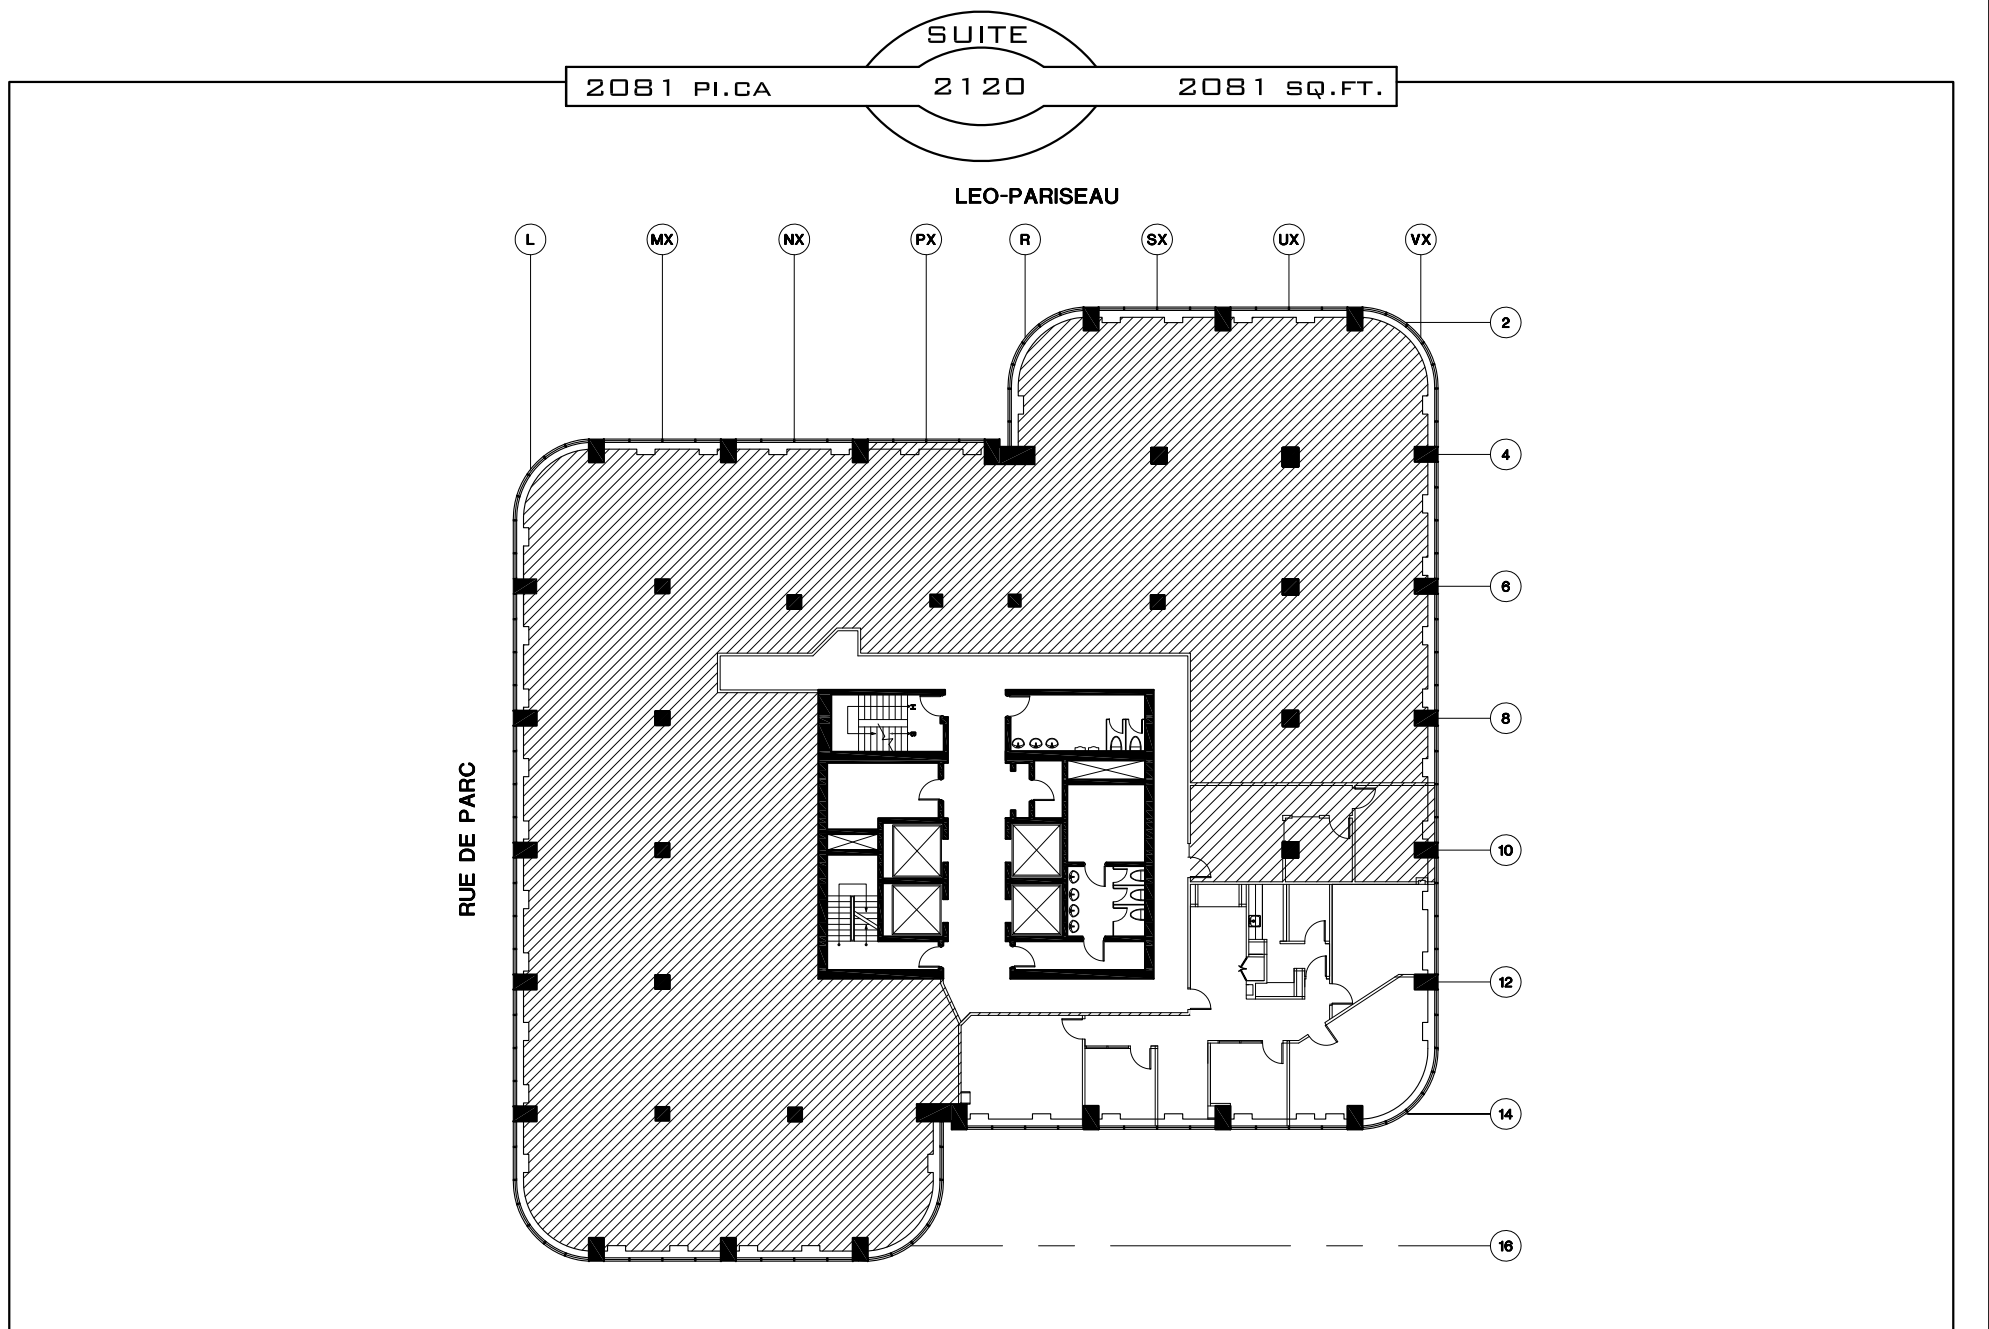 SUITE
2081 PI.CA 2120 2081 SQ.FT.
LEO-PARISEAU
L MX NX PX R SX UX VX
2
4
6
8
RUE DE PARC
10
12
14
16